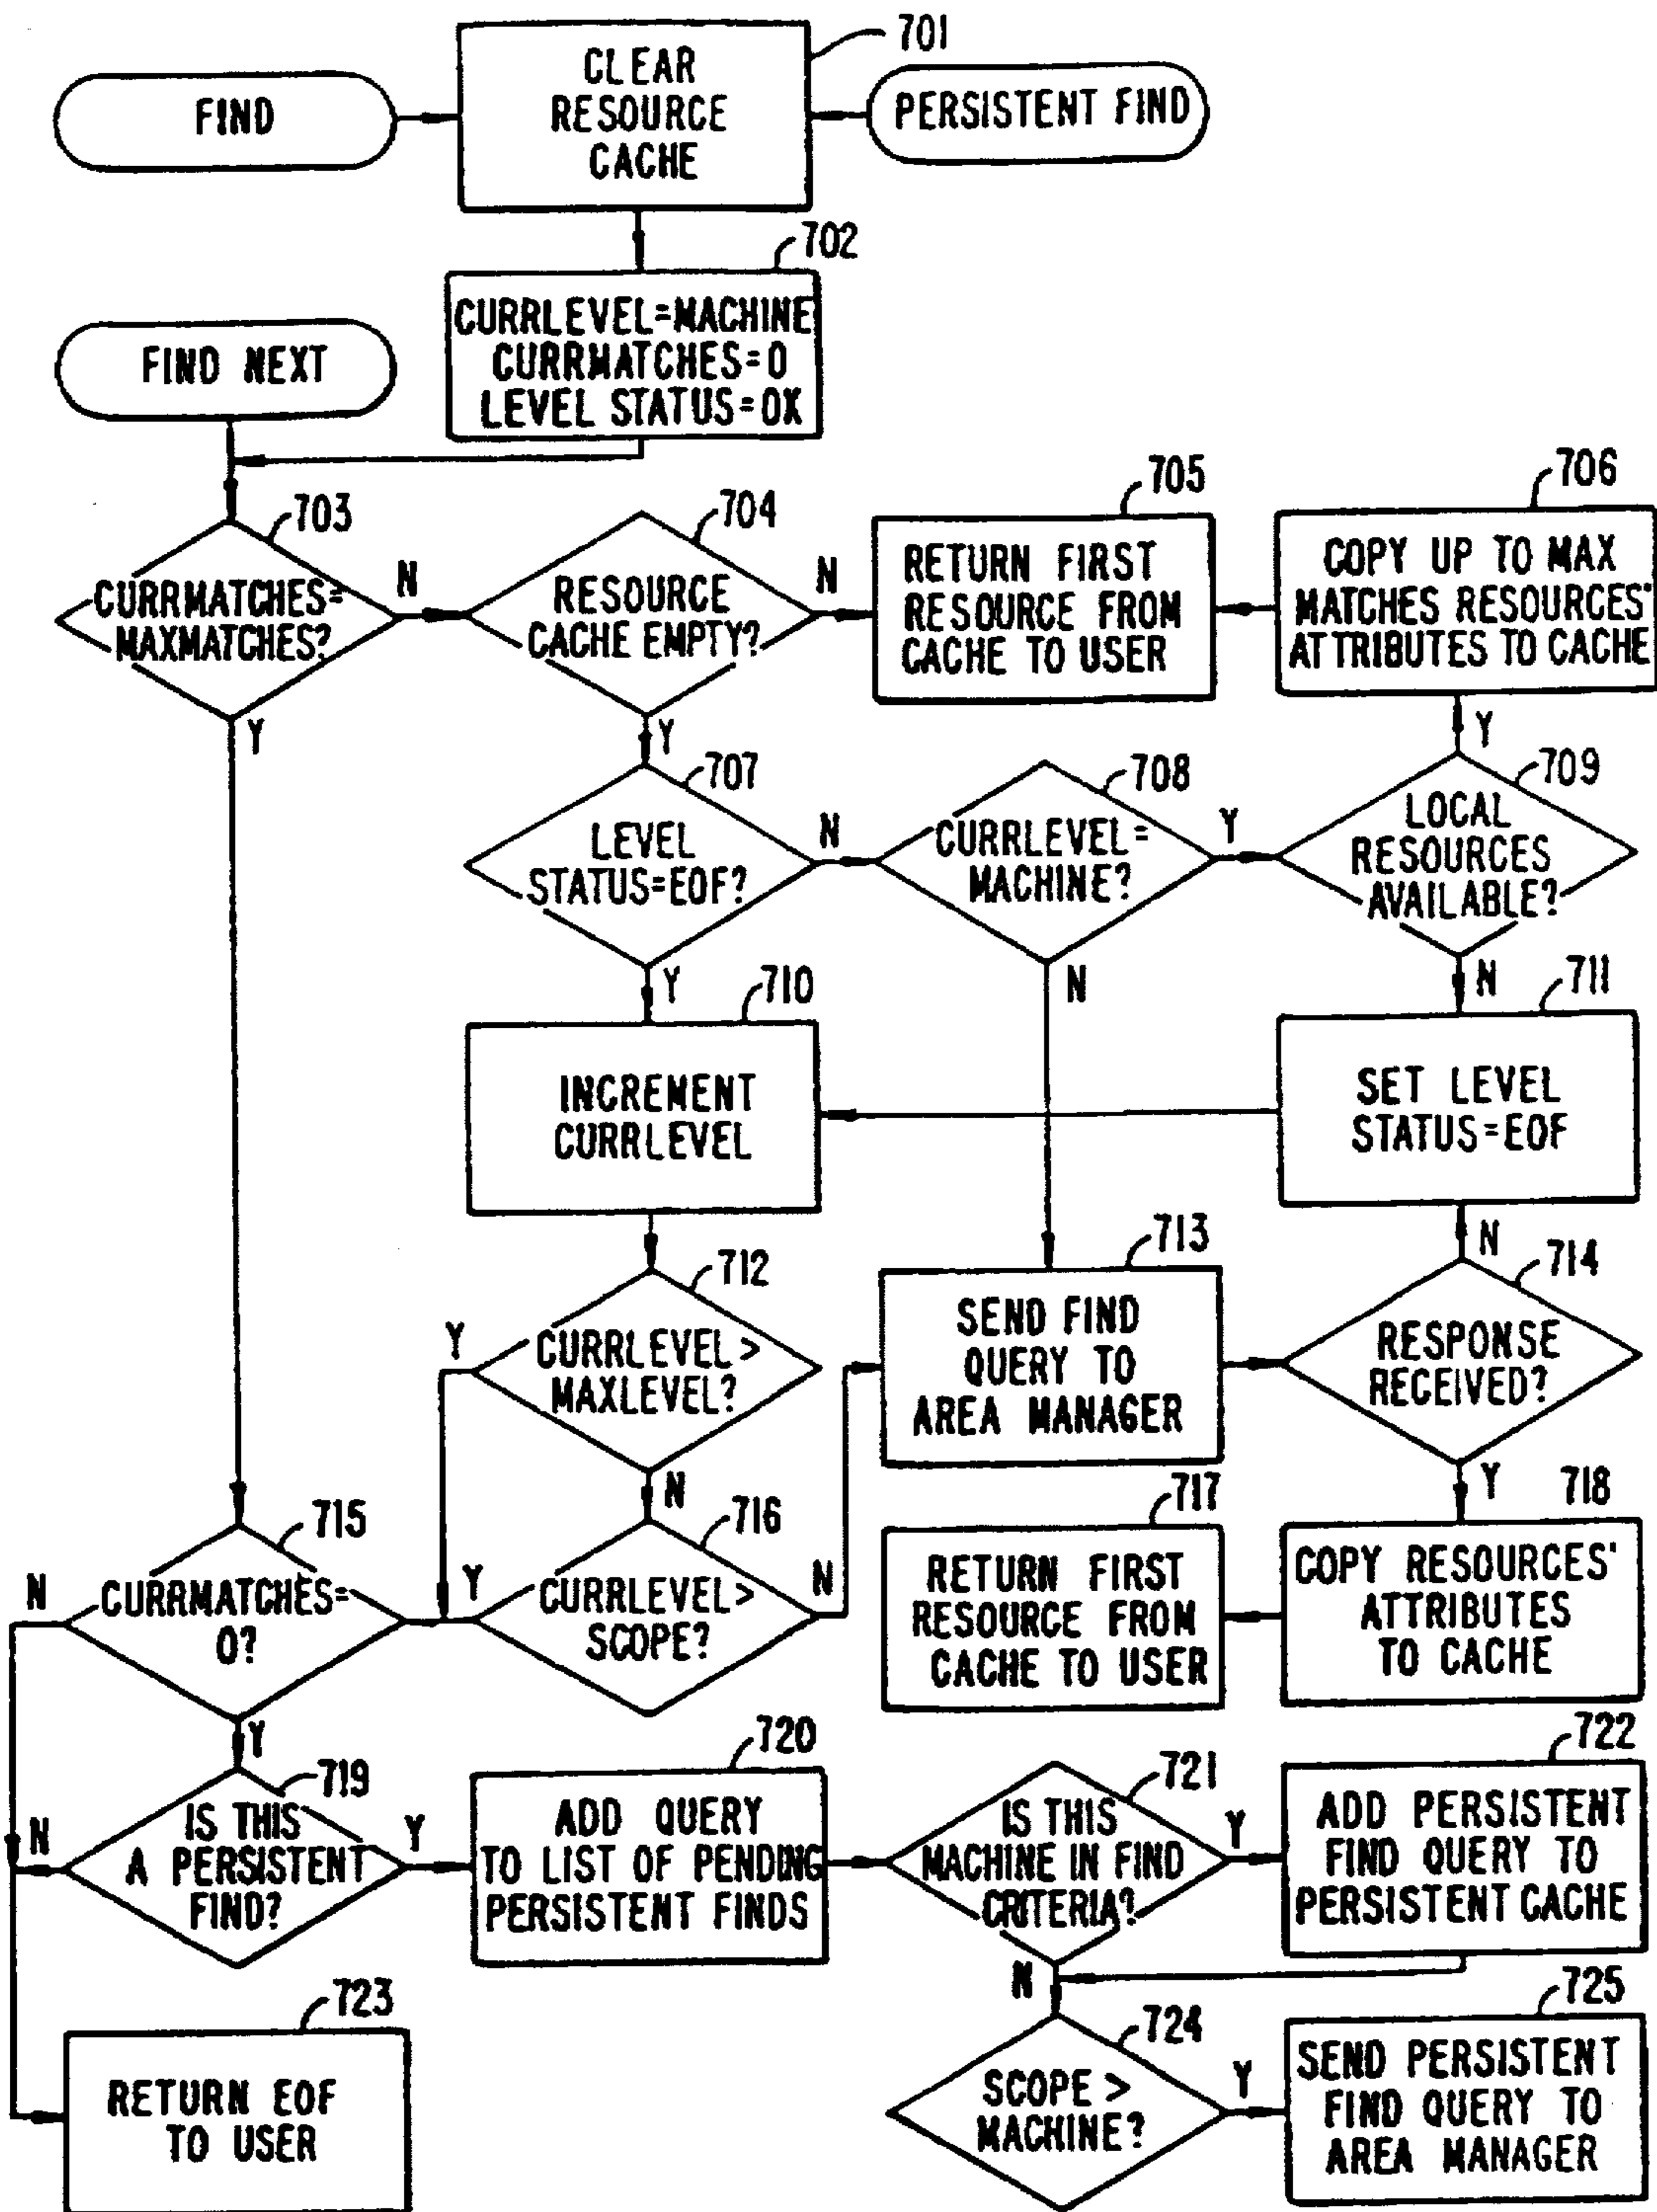 701
CLEAR
RESOURCE
CACHE
FIND
PERSISTENT FIND
702
CURRLEVEL=MACHINE
CURRMATCHES=0
LEVEL STATUS=OX
FIND NEXT
703
CURRMATCHES=
MAXMATCHES?
N
Y
704
RESOURCE
CACHE EMPTY?
N
Y
705
RETURN FIRST
RESOURCE FROM
CACHE TO USER
706
COPY UP TO MAX
MATCHES RESOURCES'
ATTRIBUTES TO CACHE
707
LEVEL
STATUS=EOF?
N
Y
708
CURRLEVEL=
MACHINE?
Y
N
709
LOCAL
RESOURCES
AVAILABLE?
Y
N
710
INCREMENT
CURRLEVEL
711
SET LEVEL
STATUS=EOF
712
CURRLEVEL>
MAXLEVEL?
Y
N
713
SEND FIND
QUERY TO
AREA MANAGER
714
RESPONSE
RECEIVED?
N
Y
715
CURRMATCHES=
0?
N
Y
716
CURRLEVEL>
SCOPE?
Y
N
717
RETURN FIRST
RESOURCE FROM
CACHE TO USER
718
COPY RESOURCES'
ATTRIBUTES
TO CACHE
719
IS THIS
A PERSISTENT
FIND?
N
Y
720
ADD QUERY
TO LIST OF PENDING
PERSISTENT FINDS
721
IS THIS
MACHINE IN FIND
CRITERIA?
Y
N
722
ADD PERSISTENT
FIND QUERY TO
PERSISTENT CACHE
723
RETURN EOF
TO USER
724
SCOPE >
MACHINE?
Y
725
SEND PERSISTENT
FIND QUERY TO
AREA MANAGER